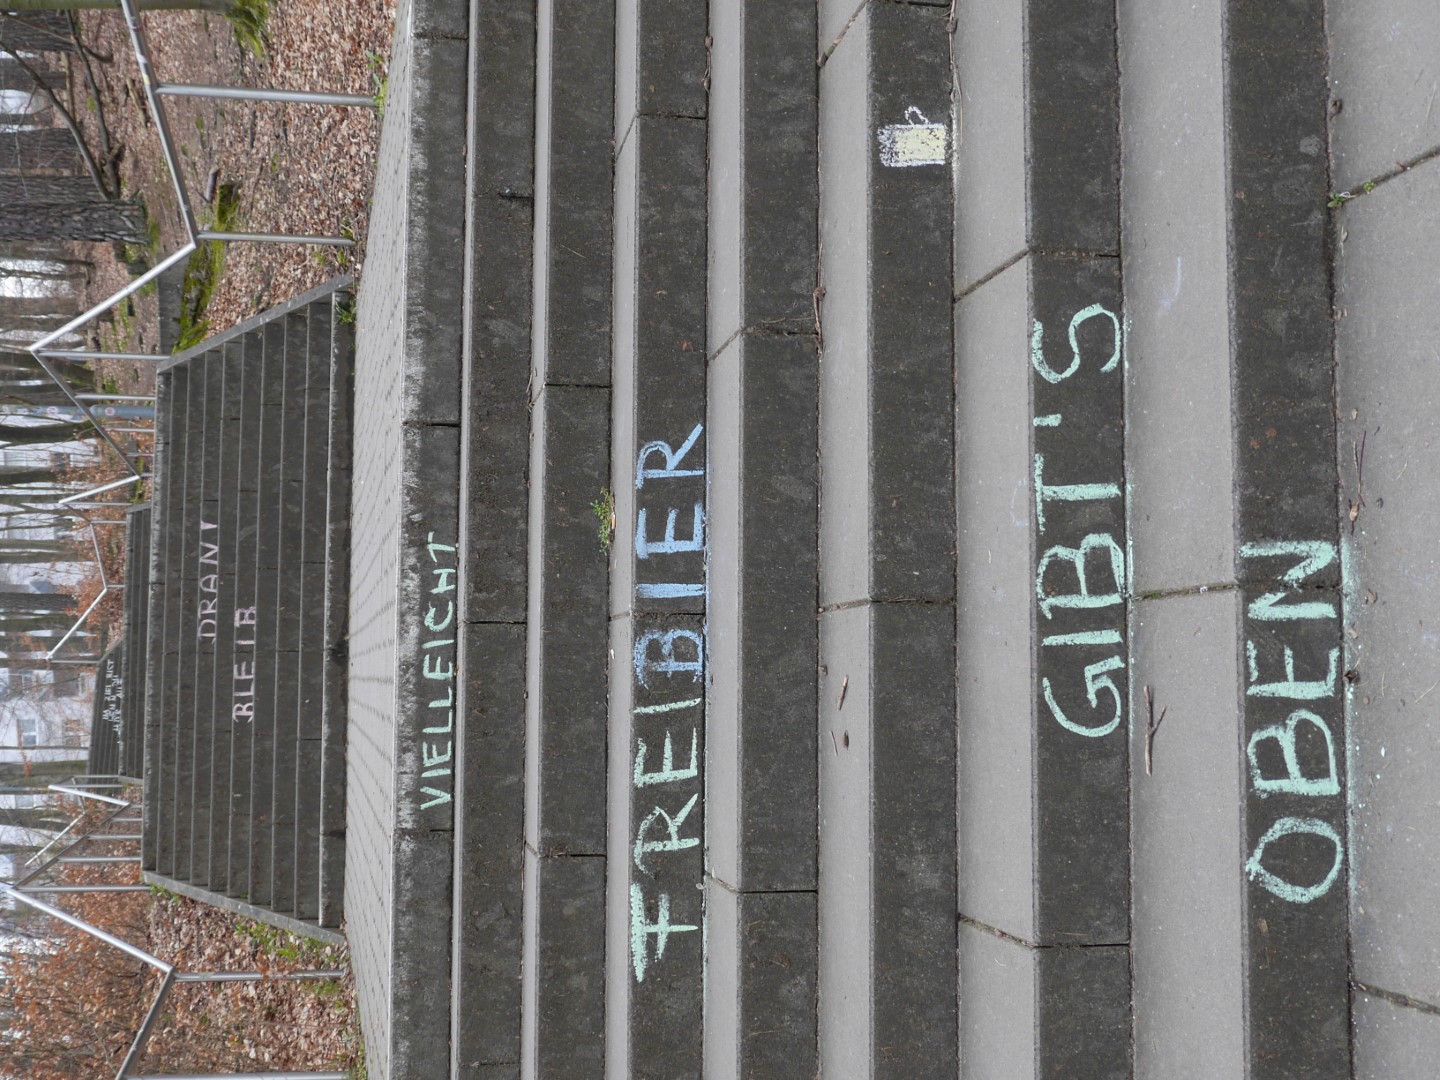 OBEN
GIBT'S
FREIBIER
VIELLEICHT
BLEIB
DRAN!